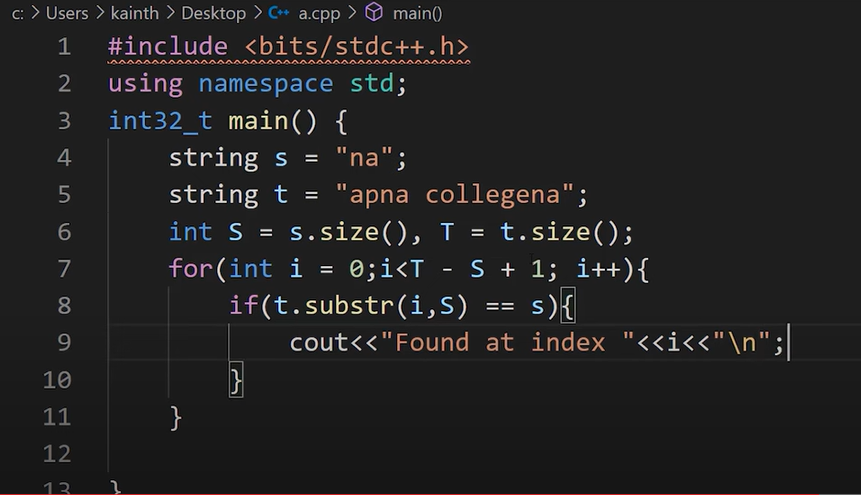 c: > Users > kainth > Desktop > C++ a.cpp > main()
1 #include <bits/stdc++.h>
2 using namespace std;
3 int32_t main() {
4 string s = "na";
5 string t = "apna collegena";
6 int S = s.size(), T = t.size();
7 for(int i = 0;i<T - S + 1; i++){
8 if(t.substr(i,S) == s){
9 cout<<"Found at index "<<i<<"\n";
10 }
11 }
12
13 }